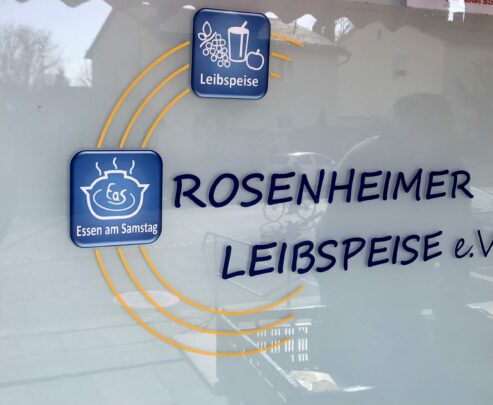 Leibspeise
EaS
Essen am Samstag
ROSENHEIMER
LEIBSPEISE e.V